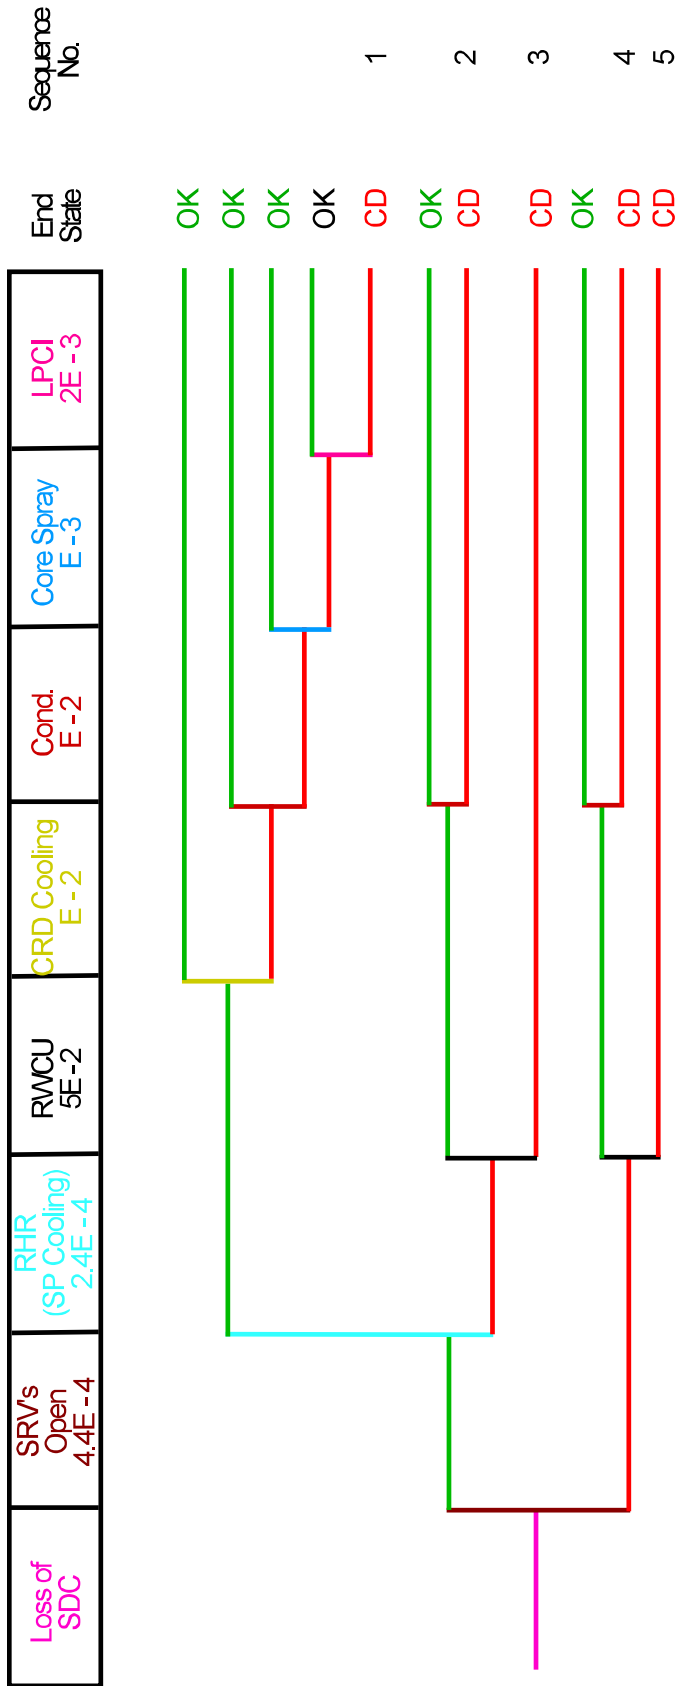 Loss of
SDC
SRV's
Open
4.4E - 4
RHR
(SP Cooling)
2.4E - 4
RWCU
5E-2
CRD Cooling
E - 2
Cond.
E - 2
Core Spray
E -3
LPCI
2E - 3
End
State
Sequence
No.
OK
OK
OK
OK
CD
1
OK
CD
2
CD
3
OK
CD
4
CD
5